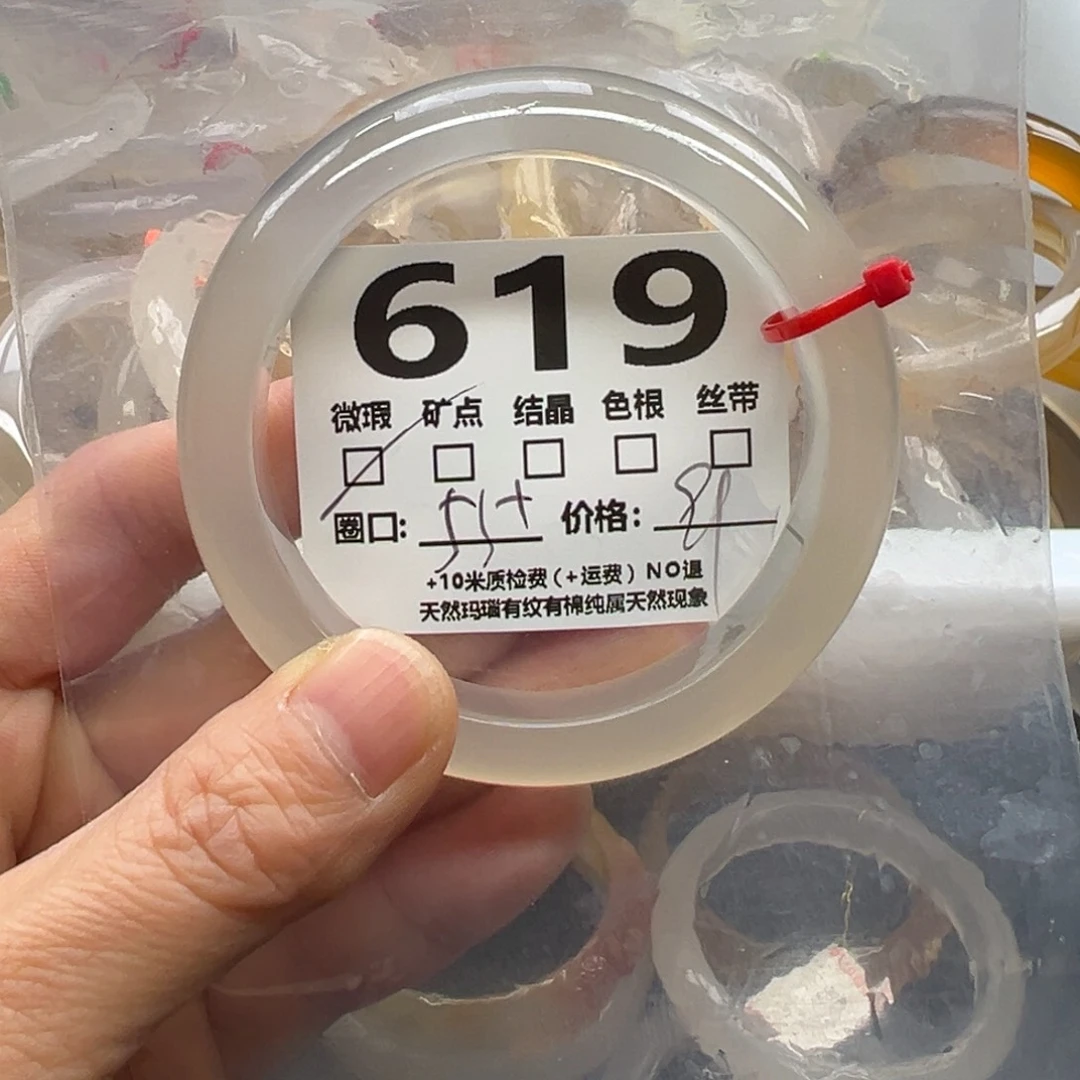 619
微瑕 矿点 结晶 色根 丝带
圈口: 55+ 价格:
+10米质检费(+运费) NO退
天然玛瑙有纹有棉纯属天然现象